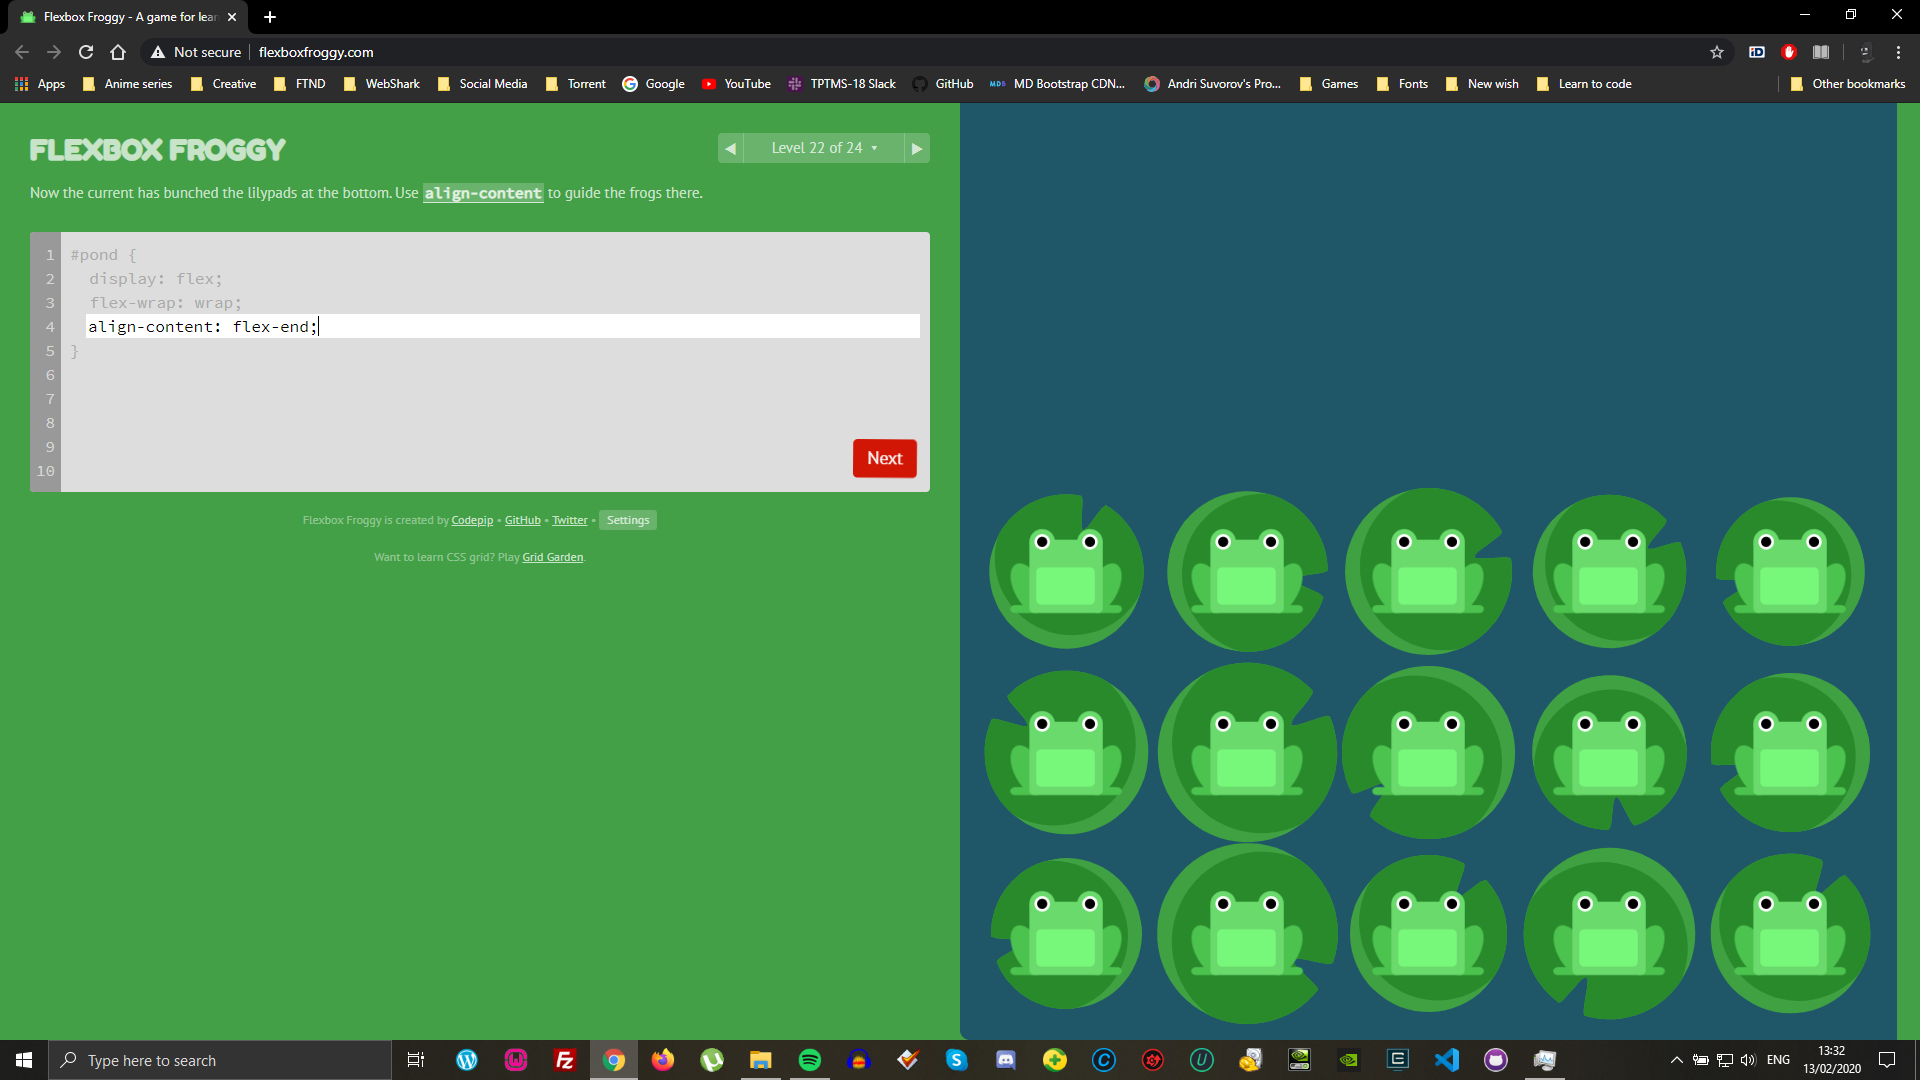 Flexbox Froggy - A game for lear
Not secure flexboxfroggy.com
Apps Anime series Creative FTND WebShark Social Media Torrent Google YouTube TPTMS-18 Slack GitHub MD Bootstrap CDN... Andri Suvorov's Pro... Games Fonts New wish Learn to code Other bookmarks
FLEXBOX FROGGY
◀ Level 22 of 24 ▾ ▶
Now the current has bunched the lilypads at the bottom. Use align-content to guide the frogs there.
1 #pond {
2 display: flex;
3 flex-wrap: wrap;
4 align-content: flex-end;
5 }
6
7
8
9
10
Next
Flexbox Froggy is created by Codepip • GitHub • Twitter • Settings
Want to learn CSS grid? Play Grid Garden.
Type here to search
ENG
13:32
13/02/2020